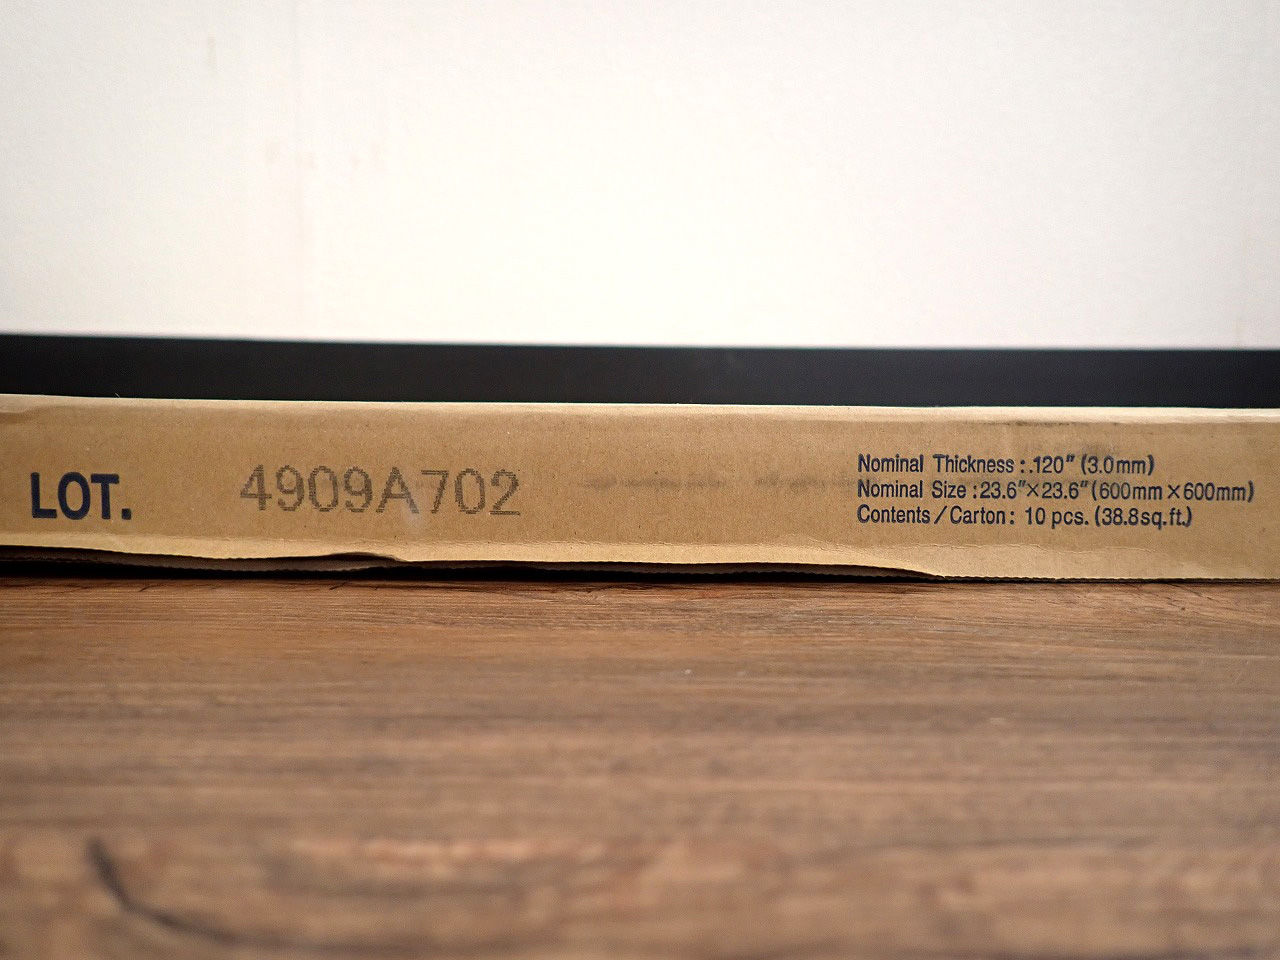 LOT. 4909A702
Nominal Thickness : .120" (3.0mm)
Nominal Size : 23.6"×23.6" (600mm×600mm)
Contents / Carton : 10 pcs. (38.8sq.ft.)